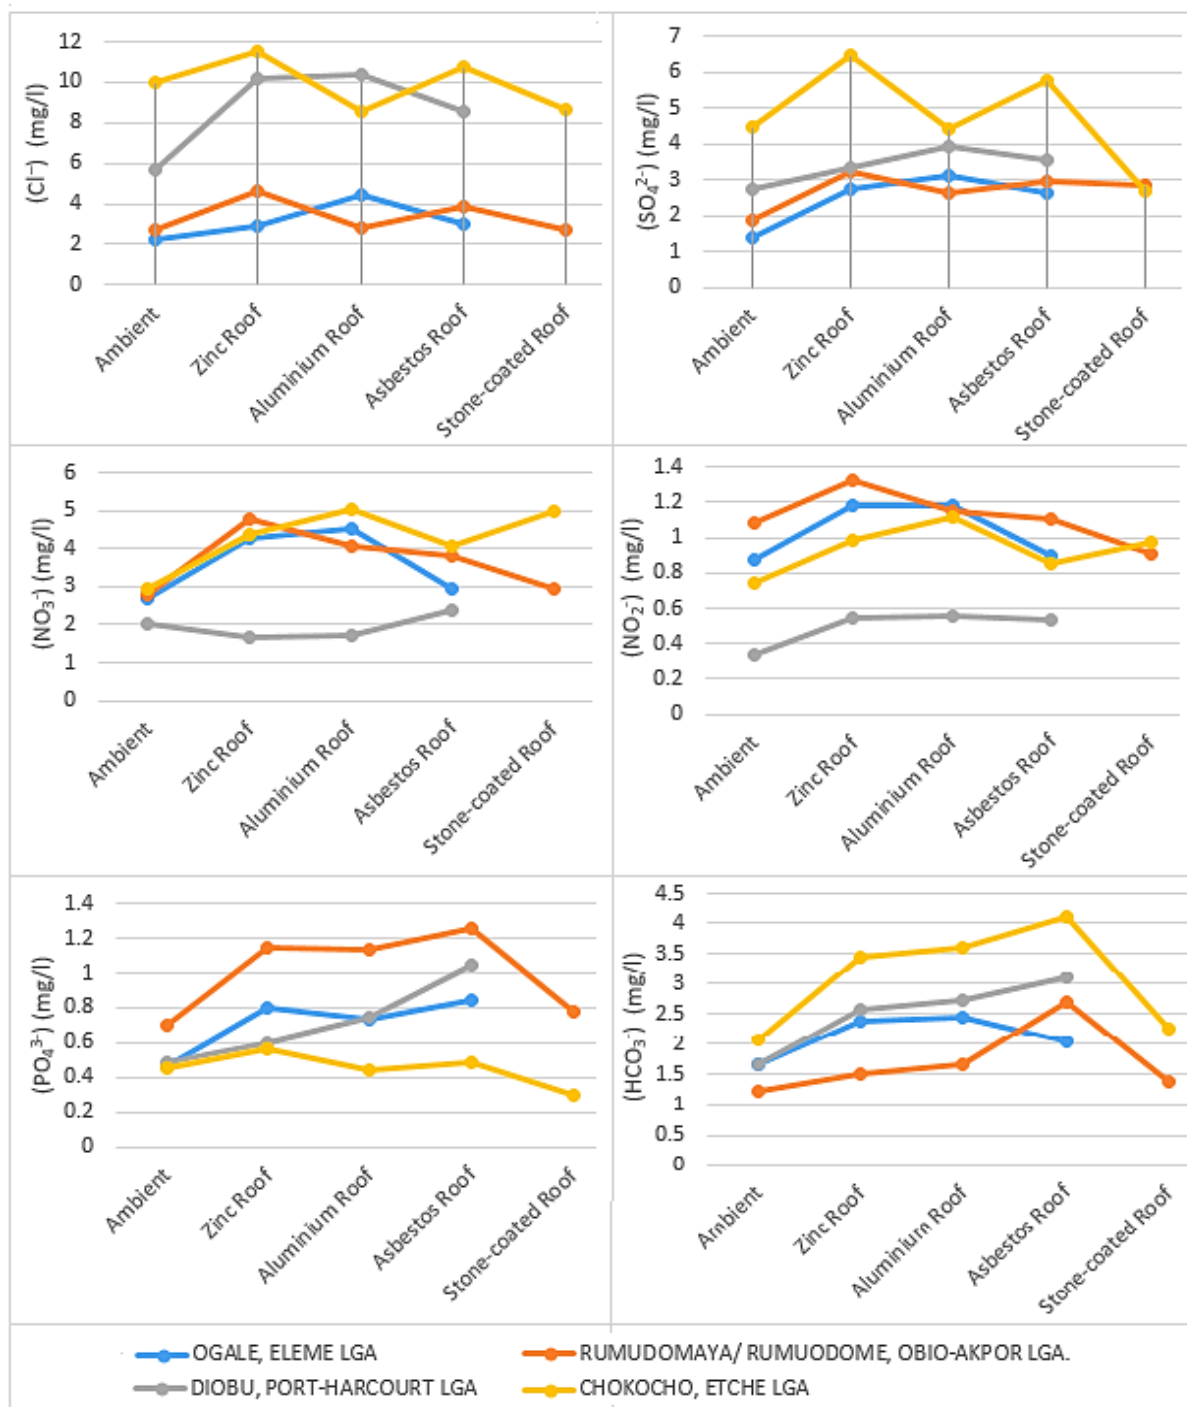 12
10
8
6
4
2
0
(Cl⁻) (mg/l)
Ambient
Zinc Roof
Aluminium Roof
Asbestos Roof
Stone-coated Roof
7
6
5
4
3
2
1
0
(SO₄²⁻) (mg/l)
Ambient
Zinc Roof
Aluminium Roof
Asbestos Roof
Stone-coated Roof
6
5
4
3
2
1
0
(NO₃⁻) (mg/l)
Ambient
Zinc Roof
Aluminium Roof
Asbestos Roof
Stone-coated Roof
1.4
1.2
1
0.8
0.6
0.4
0.2
0
(NO₂⁻) (mg/l)
Ambient
Zinc Roof
Aluminium Roof
Asbestos Roof
Stone-coated Roof
1.4
1.2
1
0.8
0.6
0.4
0.2
0
(PO₄³⁻) (mg/l)
Ambient
Zinc Roof
Aluminium Roof
Asbestos Roof
Stone-coated Roof
4.5
4
3.5
3
2.5
2
1.5
1
0.5
0
(HCO₃⁻) (mg/l)
Ambient
Zinc Roof
Aluminium Roof
Asbestos Roof
Stone-coated Roof
OGALE, ELEME LGA
RUMUDOMAYA/ RUMUODOME, OBIO-AKPOR LGA.
DIOBU, PORT-HARCOURT LGA
CHOKOCHO, ETCHE LGA